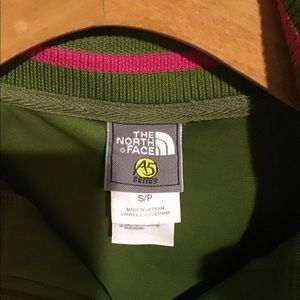 THE
NORTH
FACE
A5
SERIES
S/P
MADE IN VIETNAM
FABRIQUÉ AU VIETNAM